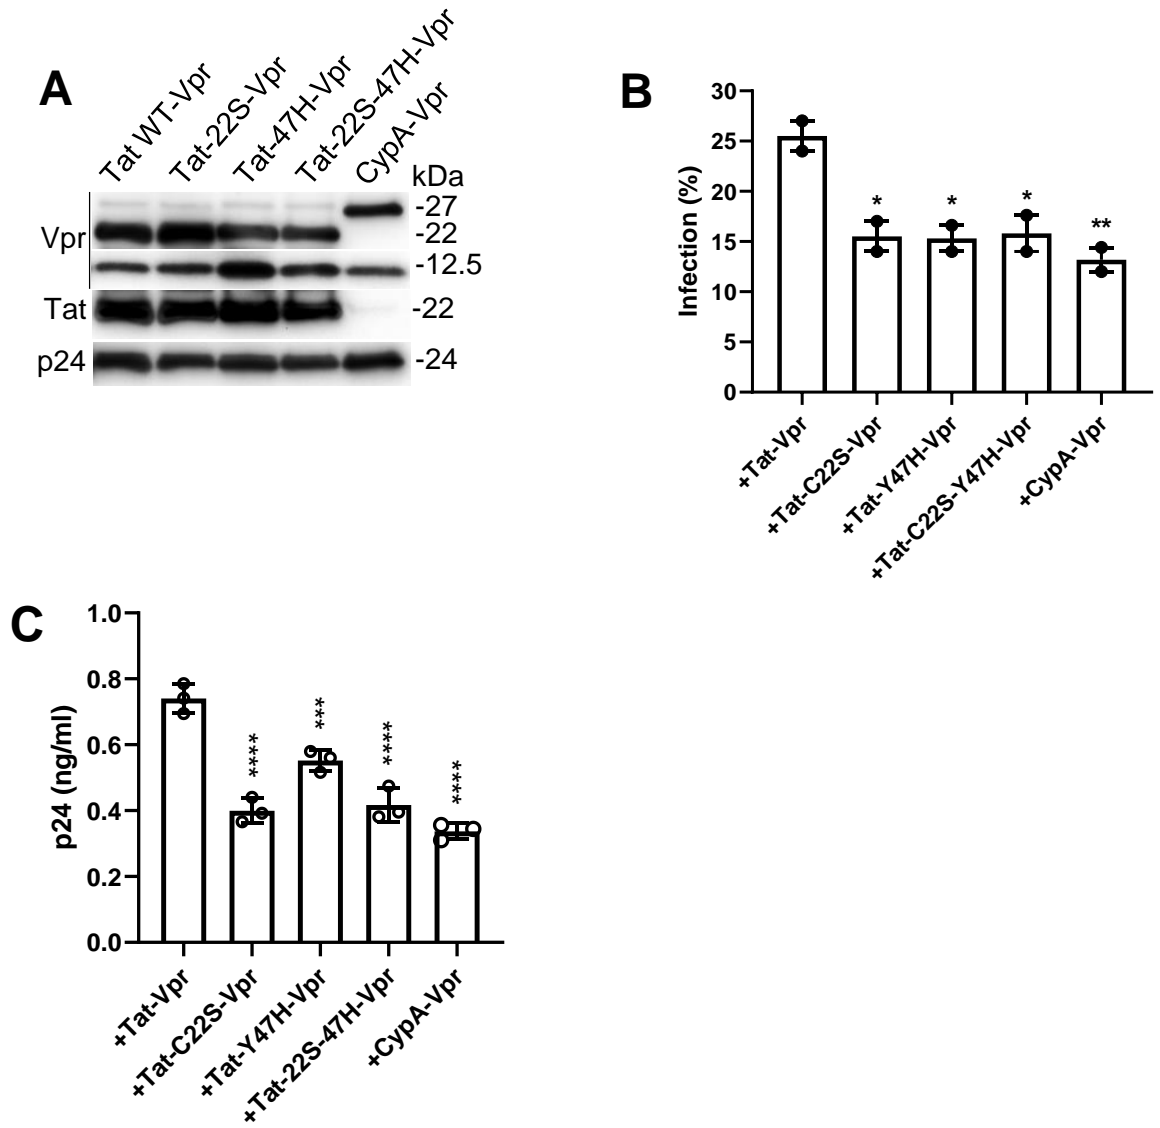 A
Tat WT-Vpr
Tat-22S-Vpr
Tat-47H-Vpr
Tat-22S-47H-Vpr
CypA-Vpr
kDa
-27
Vpr
-22
-12.5
Tat
-22
p24
-24
B
Infection (%)
30
25
20
15
10
5
0
*
*
*
**
+Tat-Vpr
+Tat-C22S-Vpr
+Tat-Y47H-Vpr
+Tat-C22S-Y47H-Vpr
+CypA-Vpr
C
p24 (ng/ml)
1.0
0.8
0.6
0.4
0.2
0.0
****
***
****
****
+Tat-Vpr
+Tat-C22S-Vpr
+Tat-Y47H-Vpr
+Tat-22S-47H-Vpr
+CypA-Vpr